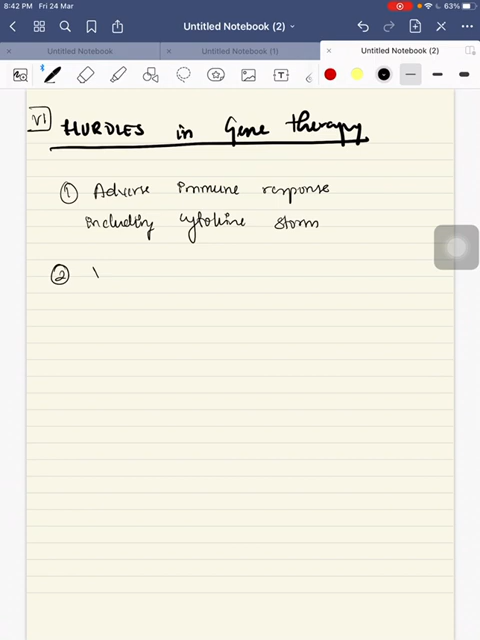 8:42 PM Fri 24 Mar
63%
Untitled Notebook (2)
Untitled Notebook
Untitled Notebook (1)
Untitled Notebook (2)
T
VI
HURDLES in Gene therapy
1 Adverse immune response
including cytokine storm
2 \